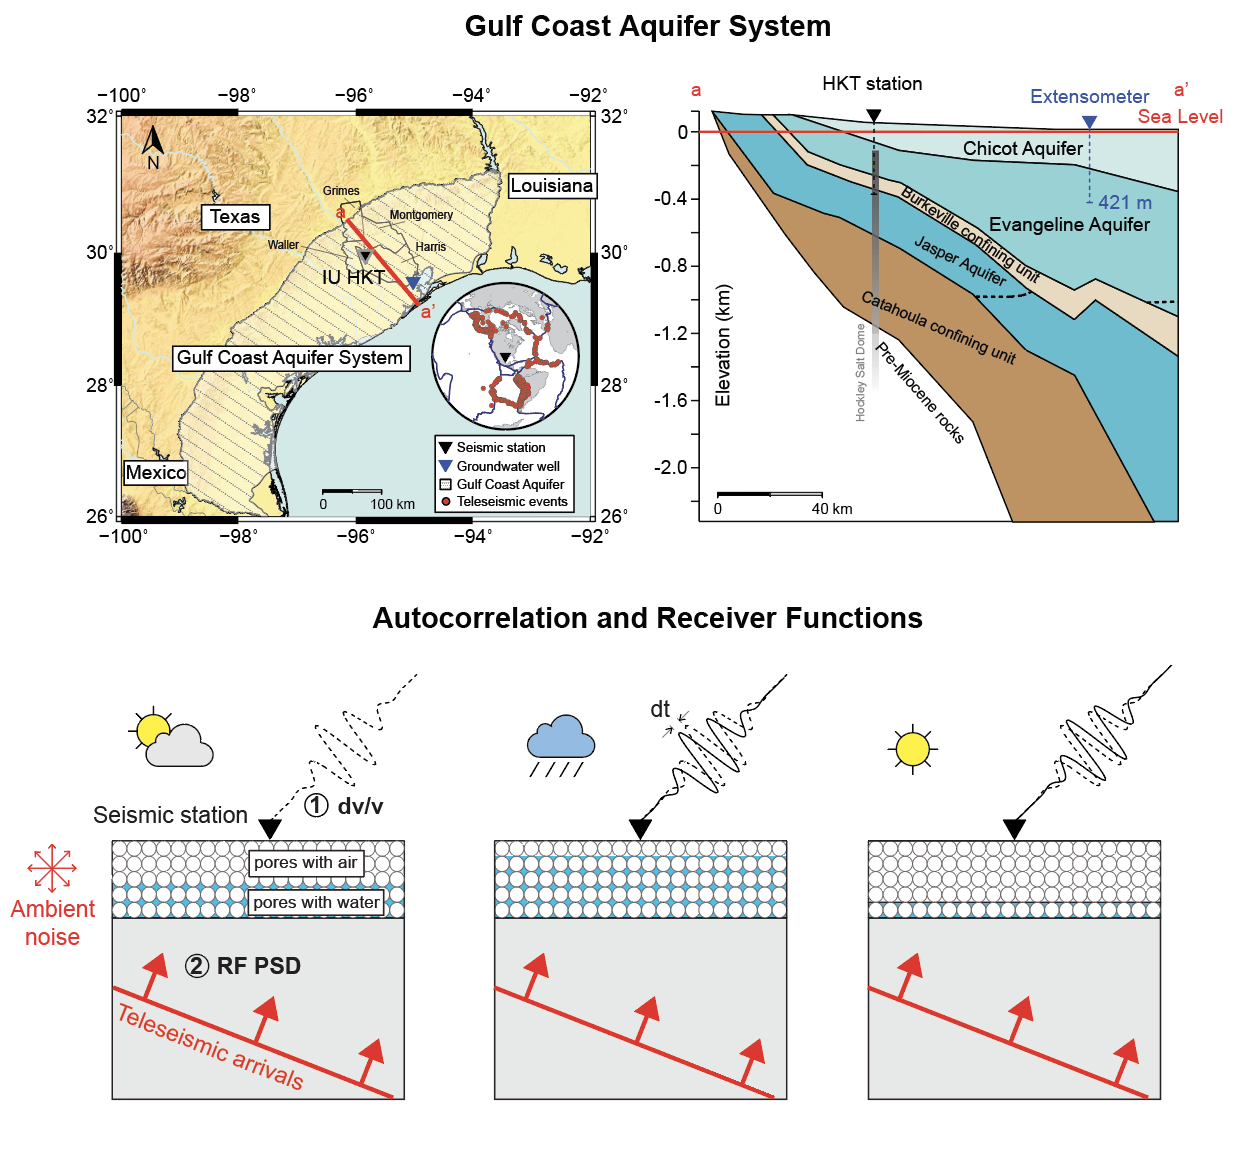 Gulf Coast Aquifer System
−100° −98° −96° −94° −92°
32° 32°
N
Louisiana
Grimes
Texas
a
Montgomery
Waller
Harris
30° 30°
IU HKT
a'
Gulf Coast Aquifer System
28° 28°
Seismic station
Groundwater well
Gulf Coast Aquifer
Teleseismic events
Mexico
0 100 km
26° 26°
−100° −98° −96° −94° −92°
a HKT station a'
Extensometer
Sea Level
0
Chicot Aquifer
-0.4
421 m
Burkeville confining unit
Evangeline Aquifer
Jasper Aquifer
-0.8
Catahoula confining unit
Elevation (km)
-1.2
Hockley Salt Dome
Pre-Miocene rocks
-1.6
-2.0
0 40 km
Autocorrelation and Receiver Functions
dt
1 dv/v
Seismic station
pores with air
pores with water
Ambient
noise
2 RF PSD
Teleseismic arrivals